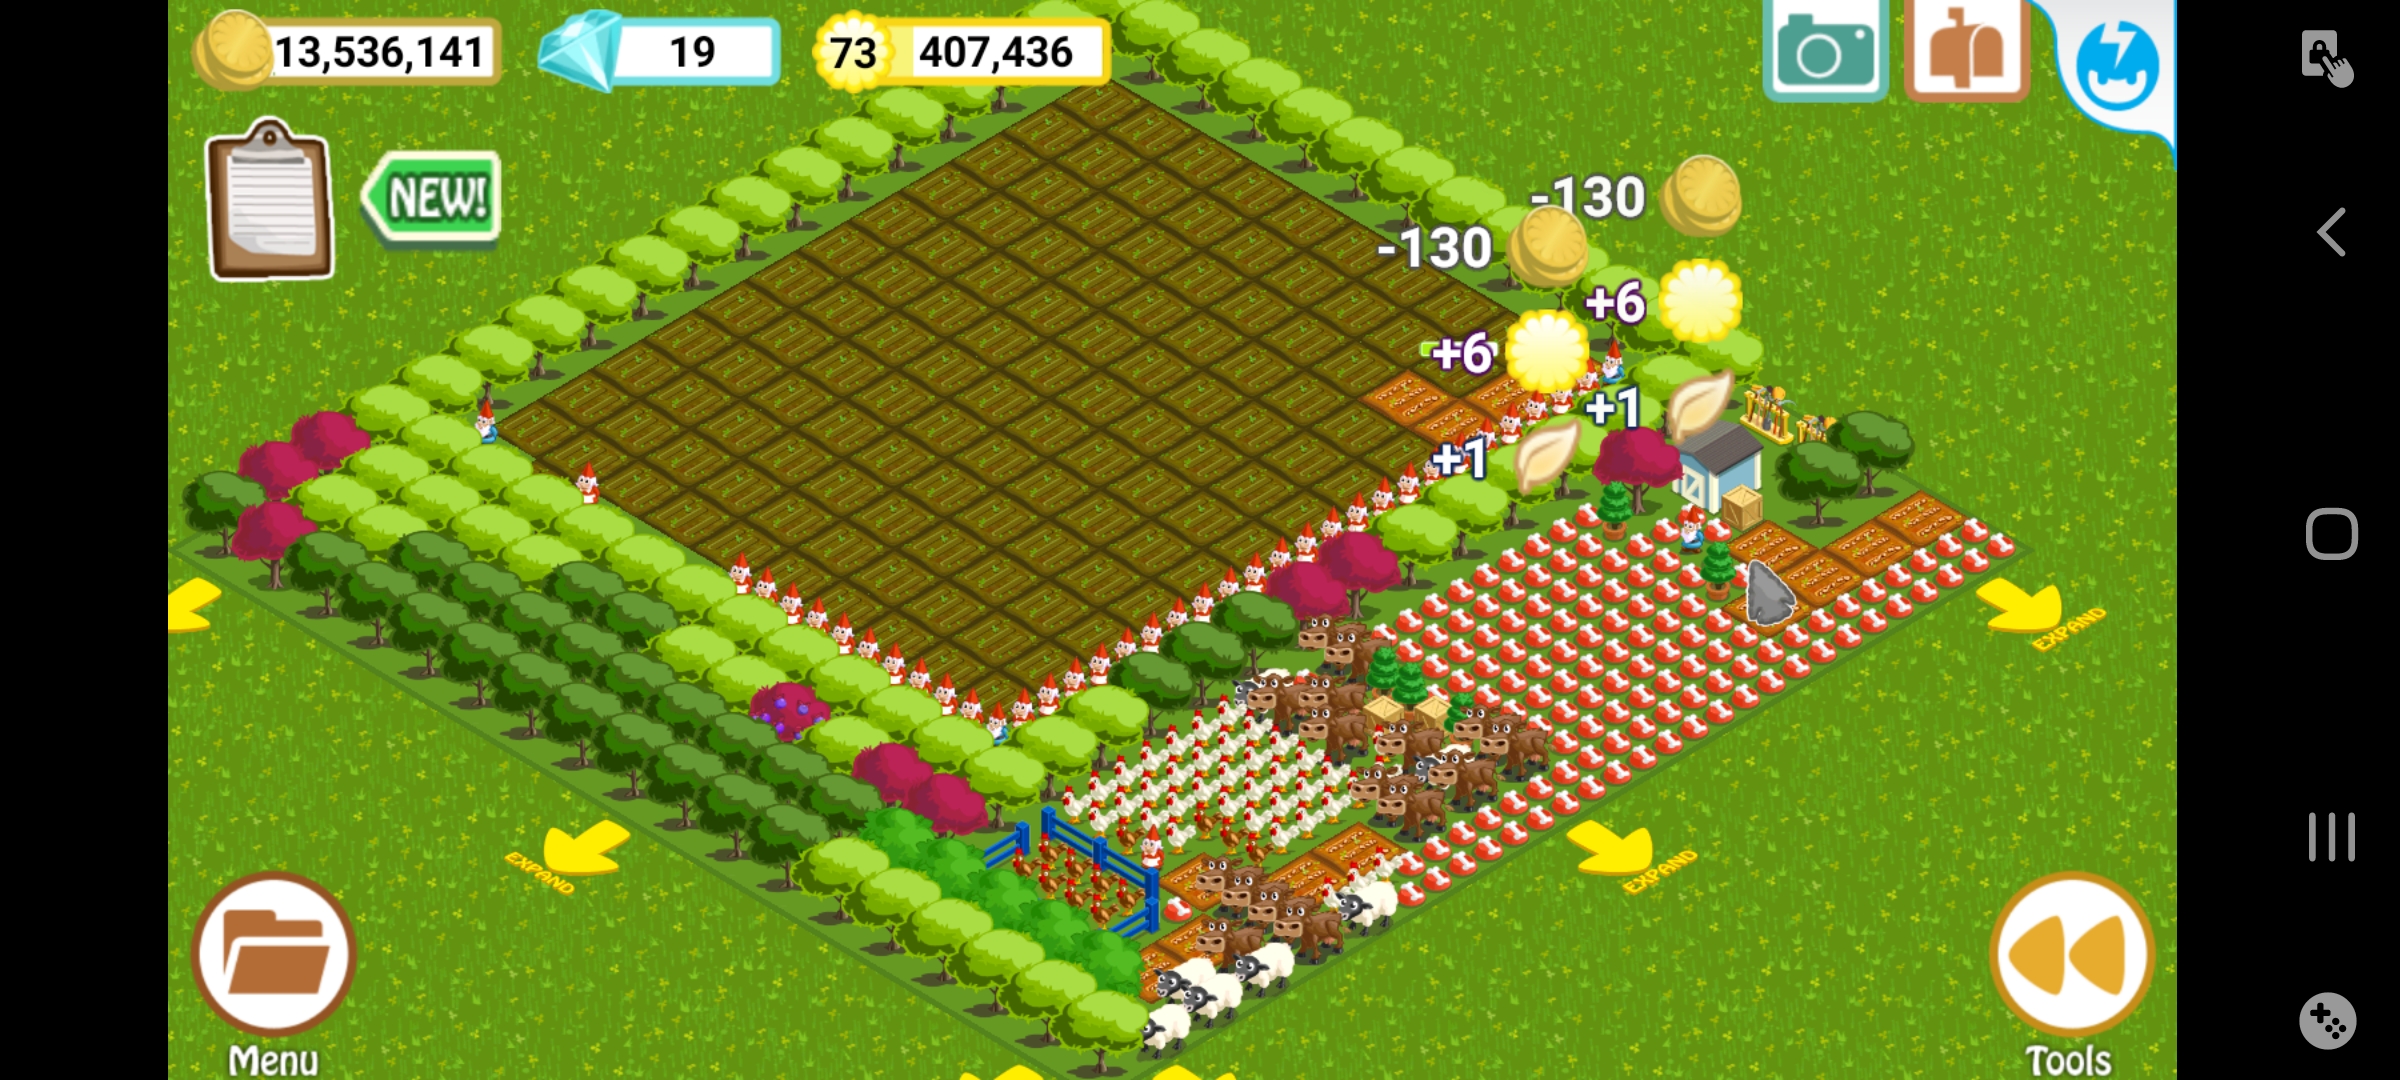 13,536,141
19
73 407,436
NEW!
-130
-130
+6
+6
+1
+1
EXPAND
EXPAND
EXPAND
Menu
Tools